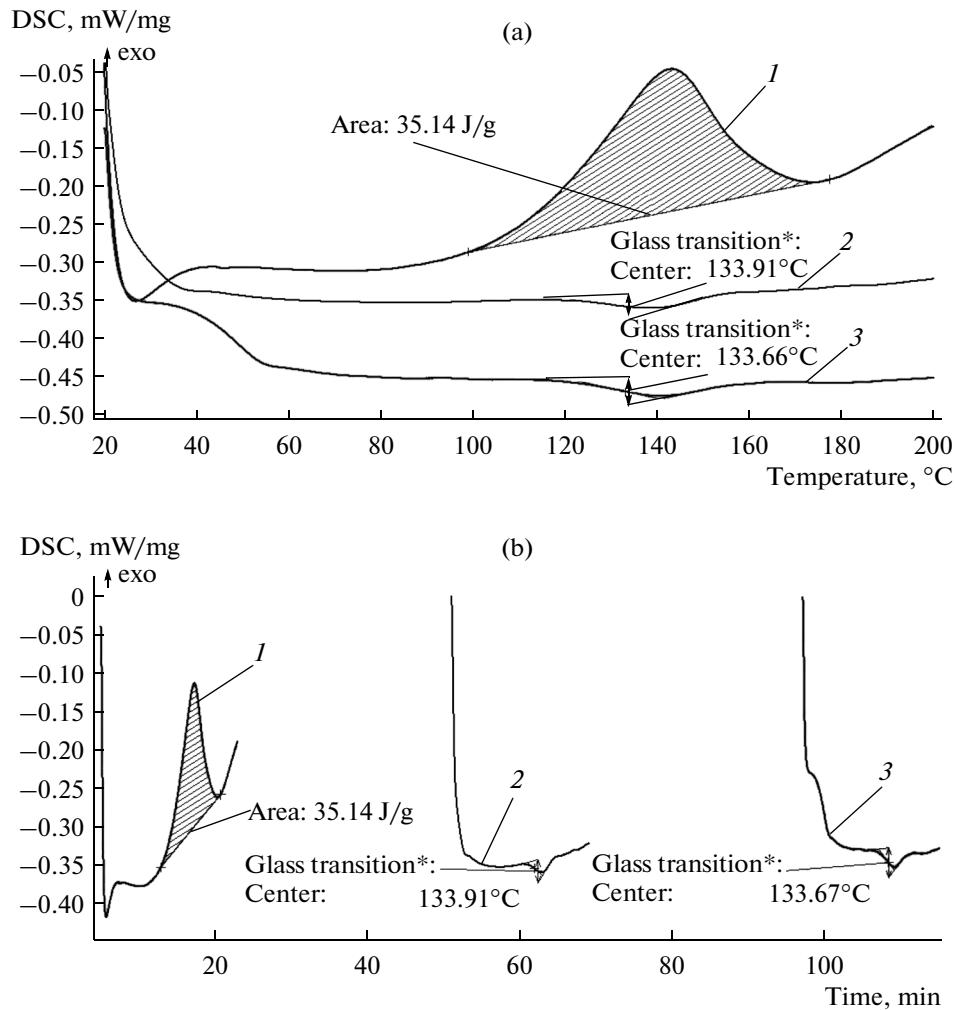 DSC, mW/mg
(a)
exo
−0.05
1
−0.10
Area: 35.14 J/g
−0.15
−0.20
−0.25
Glass transition*:
2
−0.30
Center: 133.91°C
−0.35
Glass transition*:
3
−0.40
Center: 133.66°C
−0.45
−0.50
20 40 60 80 100 120 140 160 180 200
Temperature, °C
DSC, mW/mg
(b)
exo
0
−0.05
1
−0.10
−0.15
−0.20
2
3
−0.25
Area: 35.14 J/g
−0.30
−0.35
Glass transition*:
Glass transition*:
Center: 133.91°C
Center: 133.67°C
−0.40
20 40 60 80 100
Time, min